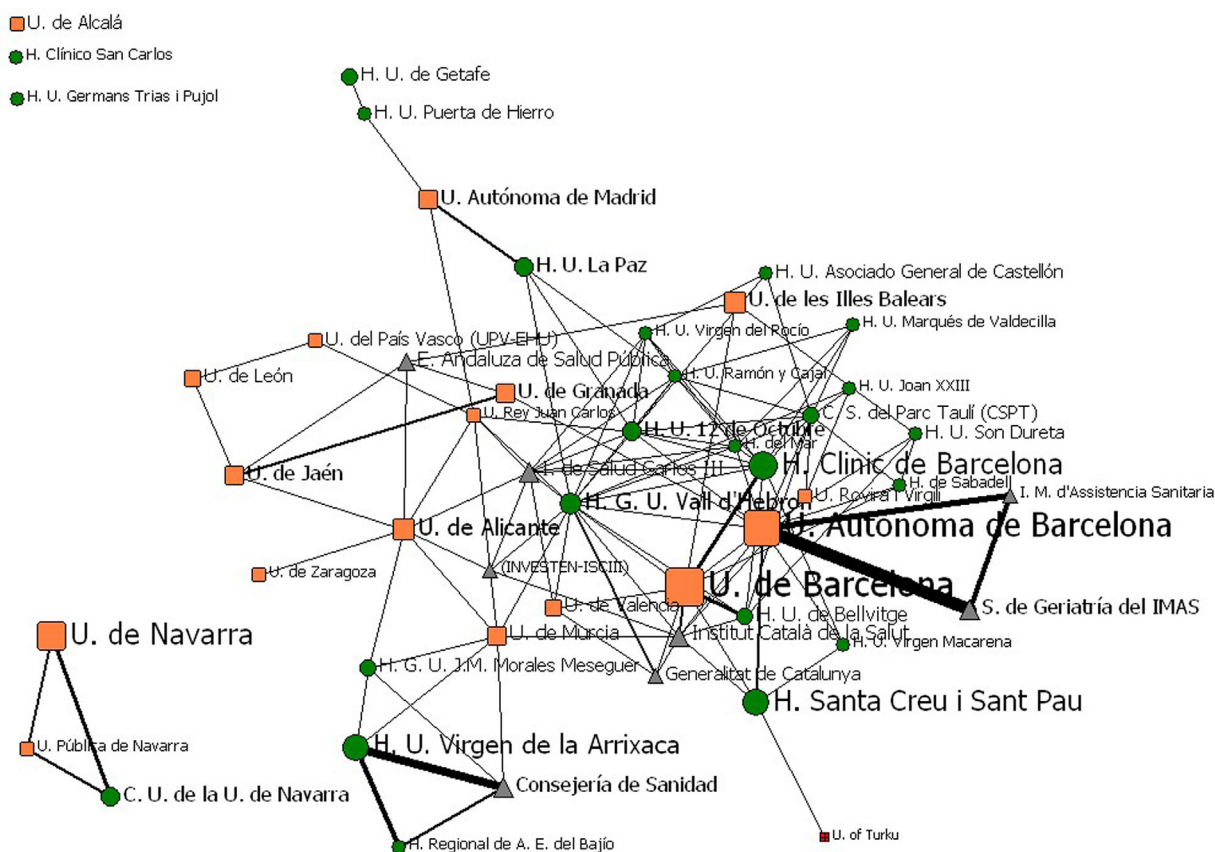 U. de Alcalá
H. Clínico San Carlos
H. U. de Getafe
H. U. Germans Trias i Pujol
H. U. Puerta de Hierro
U. Autónoma de Madrid
H. U. La Paz
H. U. Asociado General de Castellón
U. de les Illes Balears
H. U. Marqués de Valdecilla
H. U. Virgen del Rocío
U. del País Vasco (UPV-EHU)
E. Andaluza de Salud Pública
H. U. Ramón y Cajal
U. de León
H. U. Joan XXIII
U. de Granada
U. Rey Juan Carlos
C. S. del Parc Taulí (CSPT)
H. U. 12 de Octubre
H. U. Son Dureta
H. del Mar
H. Clinic de Barcelona
I. de Salud Carlos III
U. de Jaén
H. de Sabadell
I. M. d'Assistencia Sanitaria
U. Rovira i Virgili
H. G. U. Vall d'Hebron
U. Autònoma de Barcelona
U. de Alicante
(INVESTEN-ISCIII)
U. de Zaragoza
U. de Barcelona
U. de Valencia
S. de Geriatría del IMAS
H. U. de Bellvitge
U. de Navarra
U. de Murcia
Institut Català de la Salut
H. U. Virgen Macarena
H. G. U. J.M. Morales Meseguer
Generalitat de Catalunya
H. Santa Creu i Sant Pau
U. Pública de Navarra
H. U. Virgen de la Arrixaca
Consejería de Sanidad
C. U. de la U. de Navarra
U. of Turku
H. Regional de A. E. del Bajío